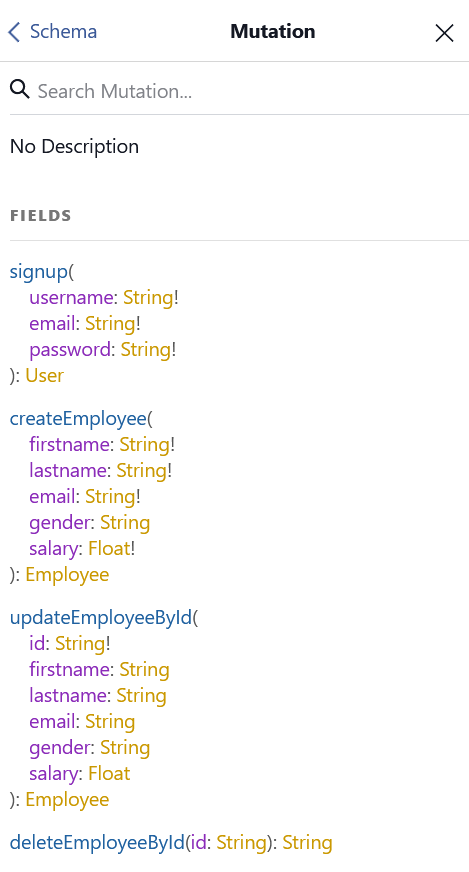 Schema
Mutation
Search Mutation...
No Description
FIELDS
signup(
username: String!
email: String!
password: String!
): User
createEmployee(
firstname: String!
lastname: String!
email: String!
gender: String
salary: Float!
): Employee
updateEmployeeById(
id: String!
firstname: String
lastname: String
email: String
gender: String
salary: Float
): Employee
deleteEmployeeById(id: String): String